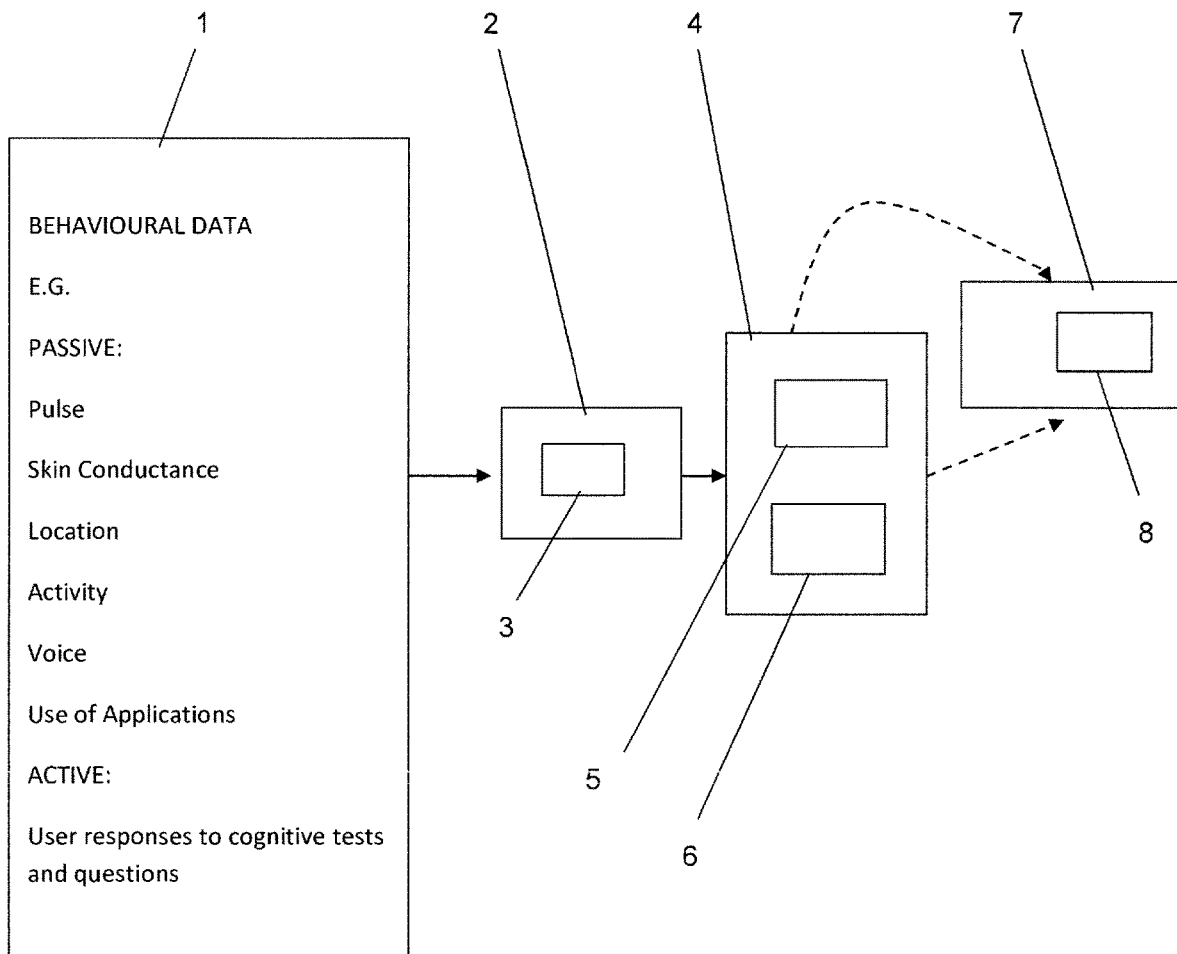 1
2
4
7
BEHAVIOURAL DATA
E.G.
PASSIVE:
Pulse
Skin Conductance
Location
Activity
Voice
Use of Applications
ACTIVE:
User responses to cognitive tests
and questions
3
8
5
6